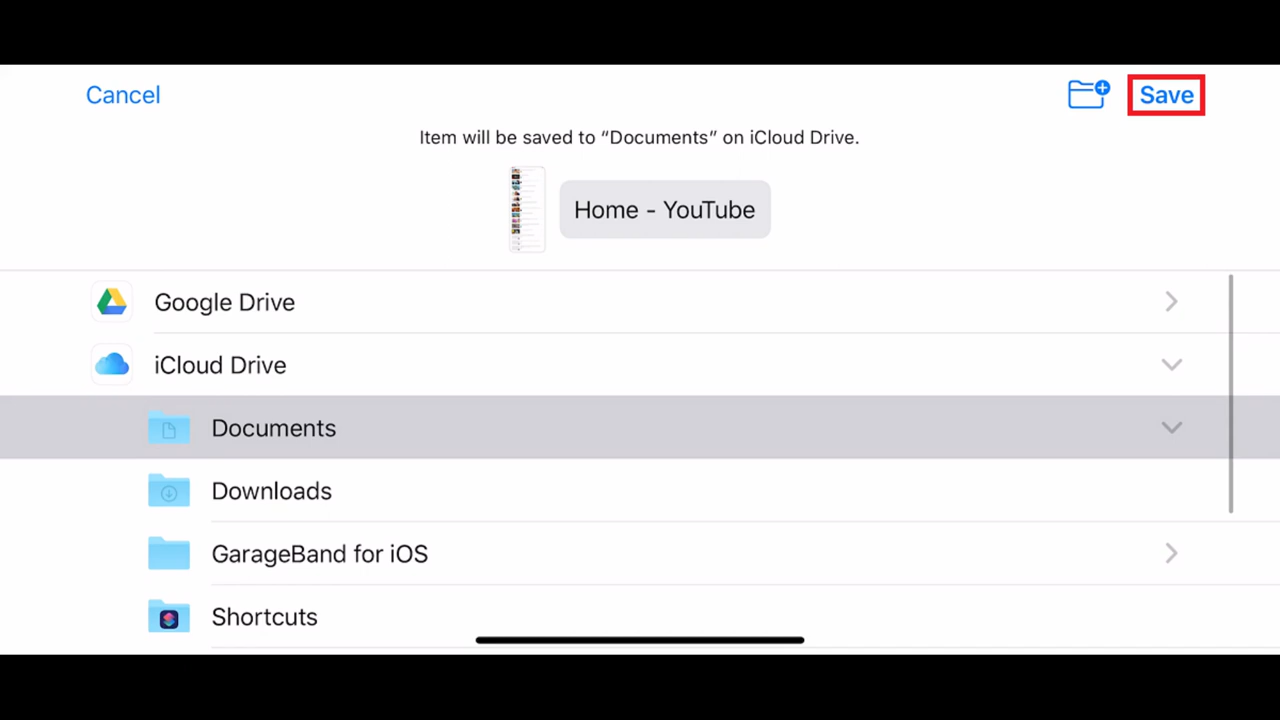 Cancel
Save
Item will be saved to “Documents” on iCloud Drive.
Home - YouTube
Google Drive
iCloud Drive
Documents
Downloads
GarageBand for iOS
Shortcuts